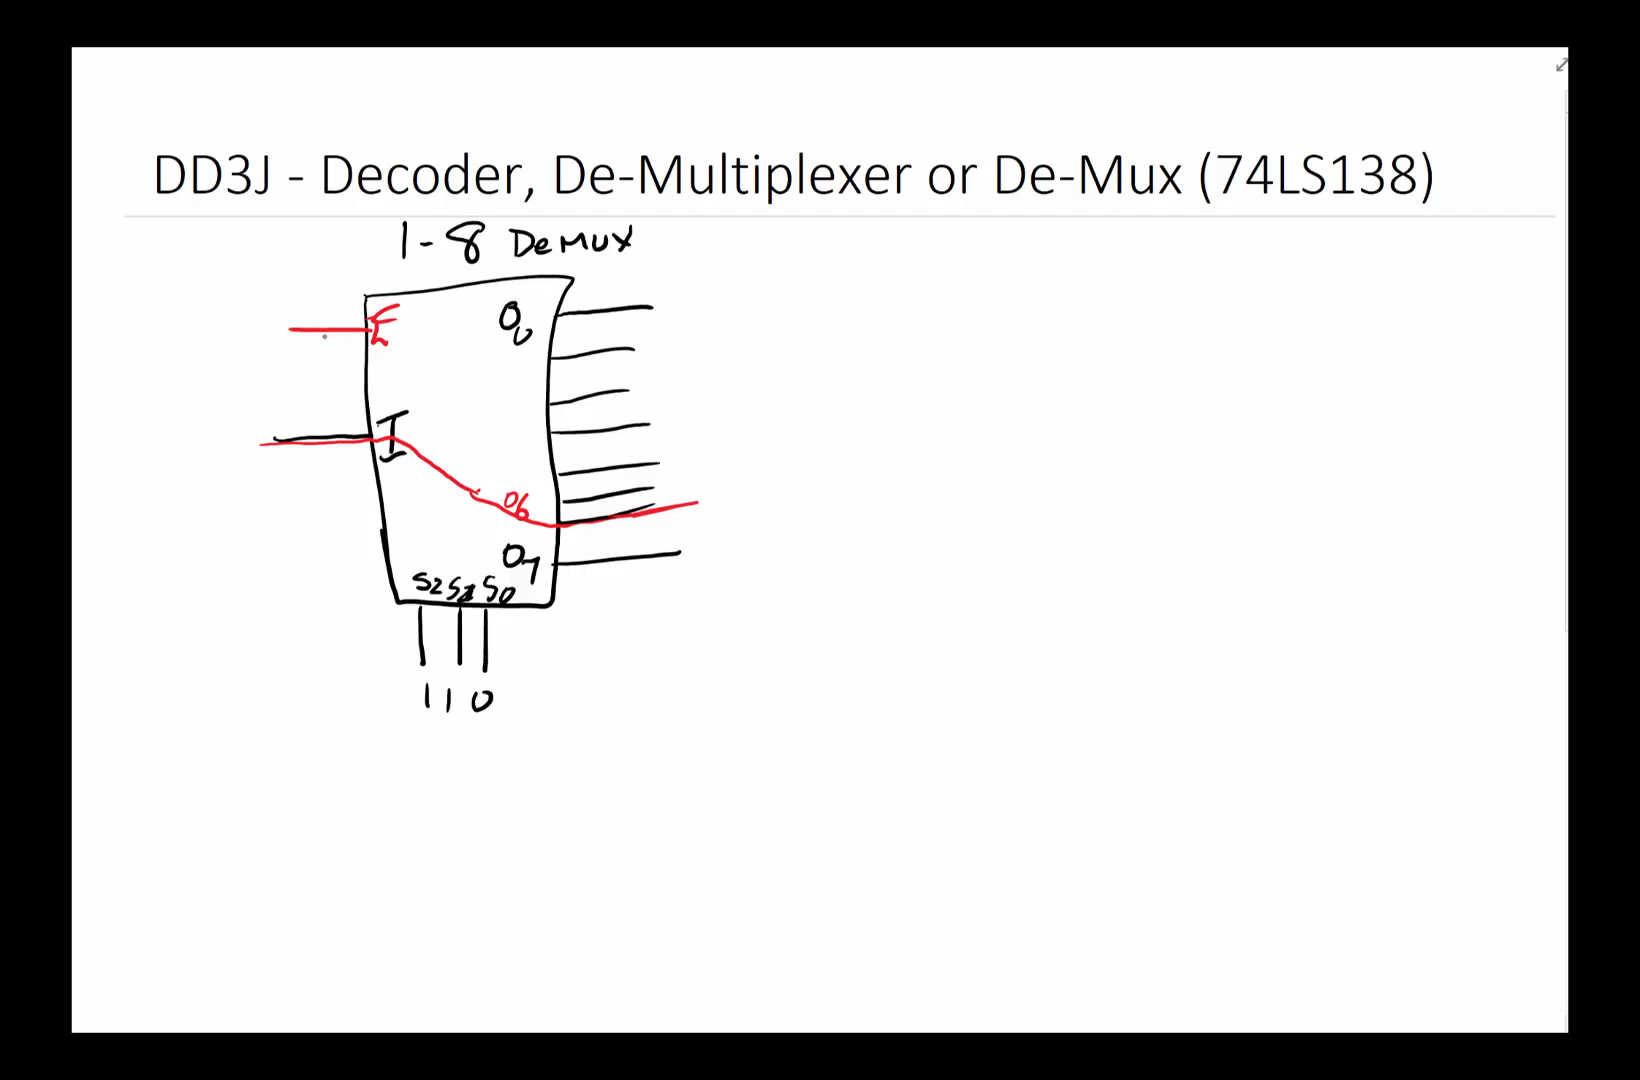 DD3J - Decoder, De-Multiplexer or De-Mux (74LS138)
1-8 DeMUX
E O0
I
O6
O7
S2 S1 S0
1 1 0